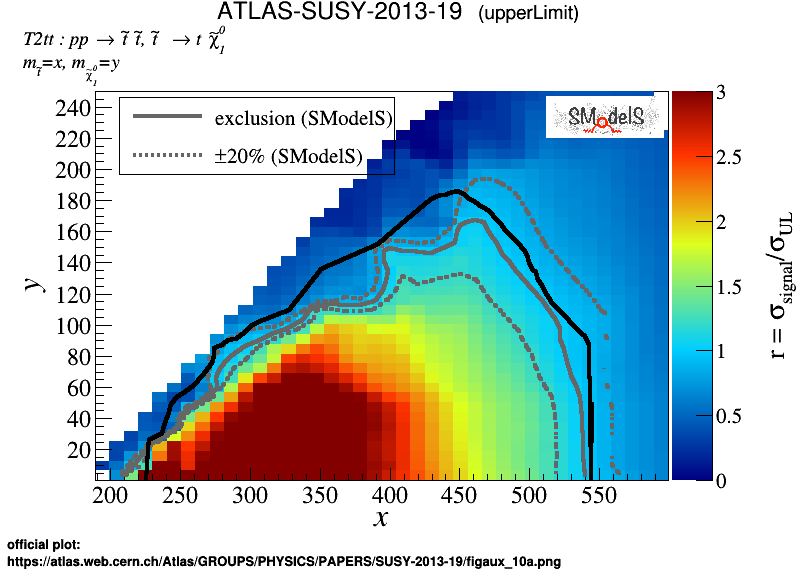 ATLAS-SUSY-2013-19 (upperLimit)
T2tt : pp → t̃ t̃, t̃ → t χ̃₁⁰
m_t̃=x, m_χ̃₁⁰=y
exclusion (SModelS)
±20% (SModelS)
SModelS
240
220
200
180
160
140
120
100
80
60
40
20
y
200 250 300 350 400 450 500 550
x
3
2.5
2
1.5
1
0.5
0
r = σ_signal/σ_UL
official plot:
https://atlas.web.cern.ch/Atlas/GROUPS/PHYSICS/PAPERS/SUSY-2013-19/figaux_10a.png